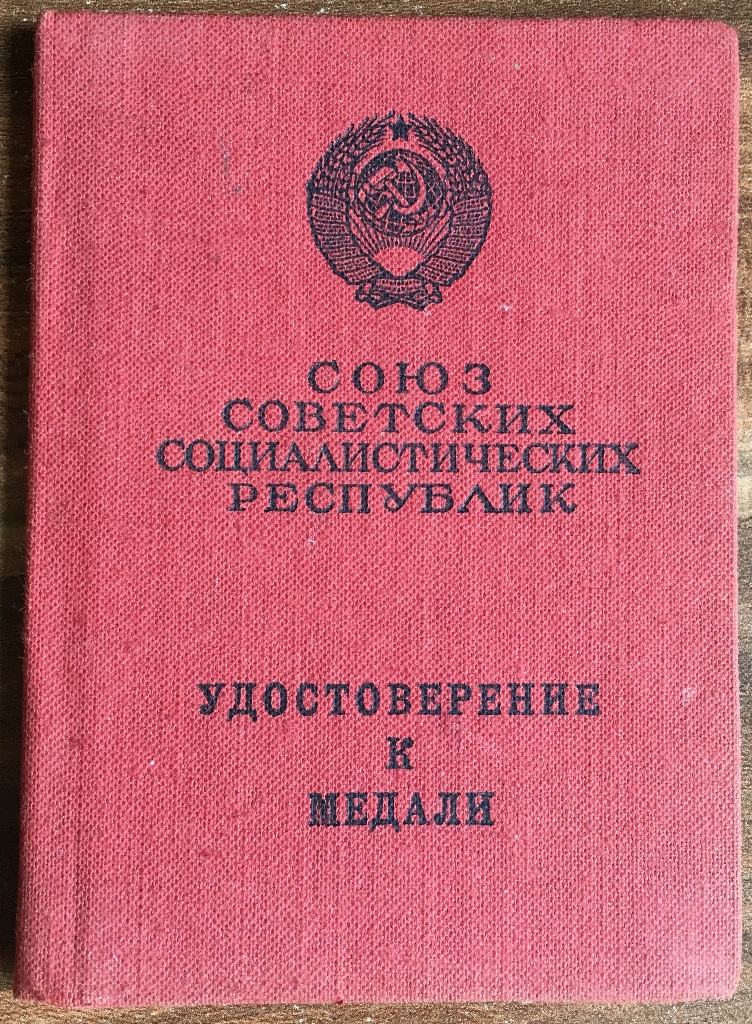 СОЮЗ
СОВЕТСКИХ
СОЦИАЛИСТИЧЕСКИХ
РЕСПУБЛИК
УДОСТОВЕРЕНИЕ
К
МЕДАЛИ